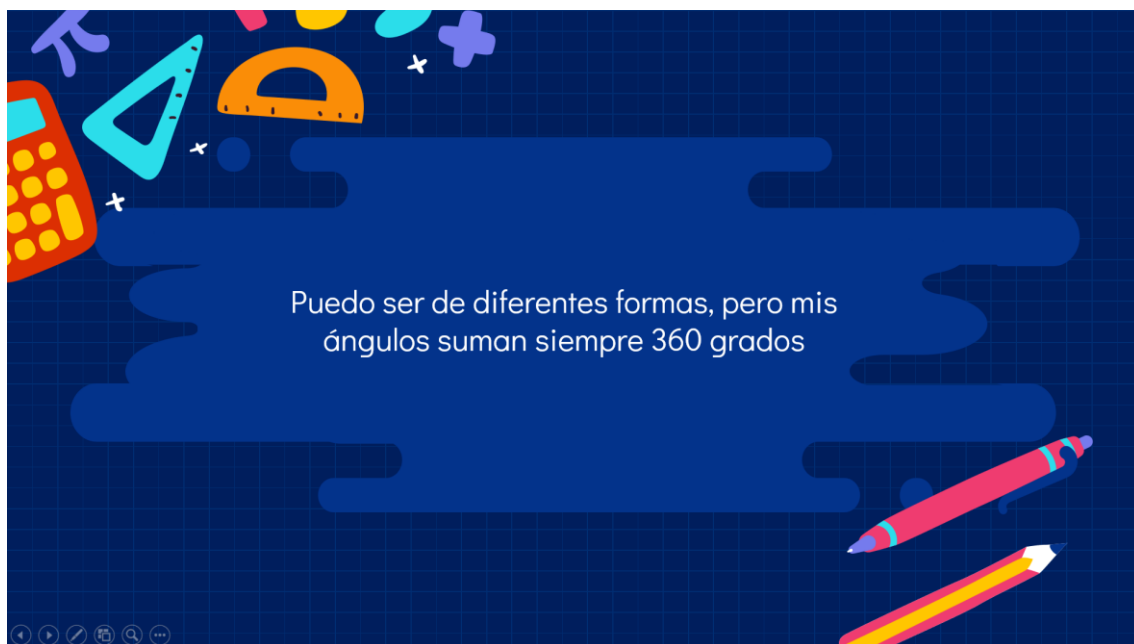 Puedo ser de diferentes formas, pero mis
ángulos suman siempre 360 grados